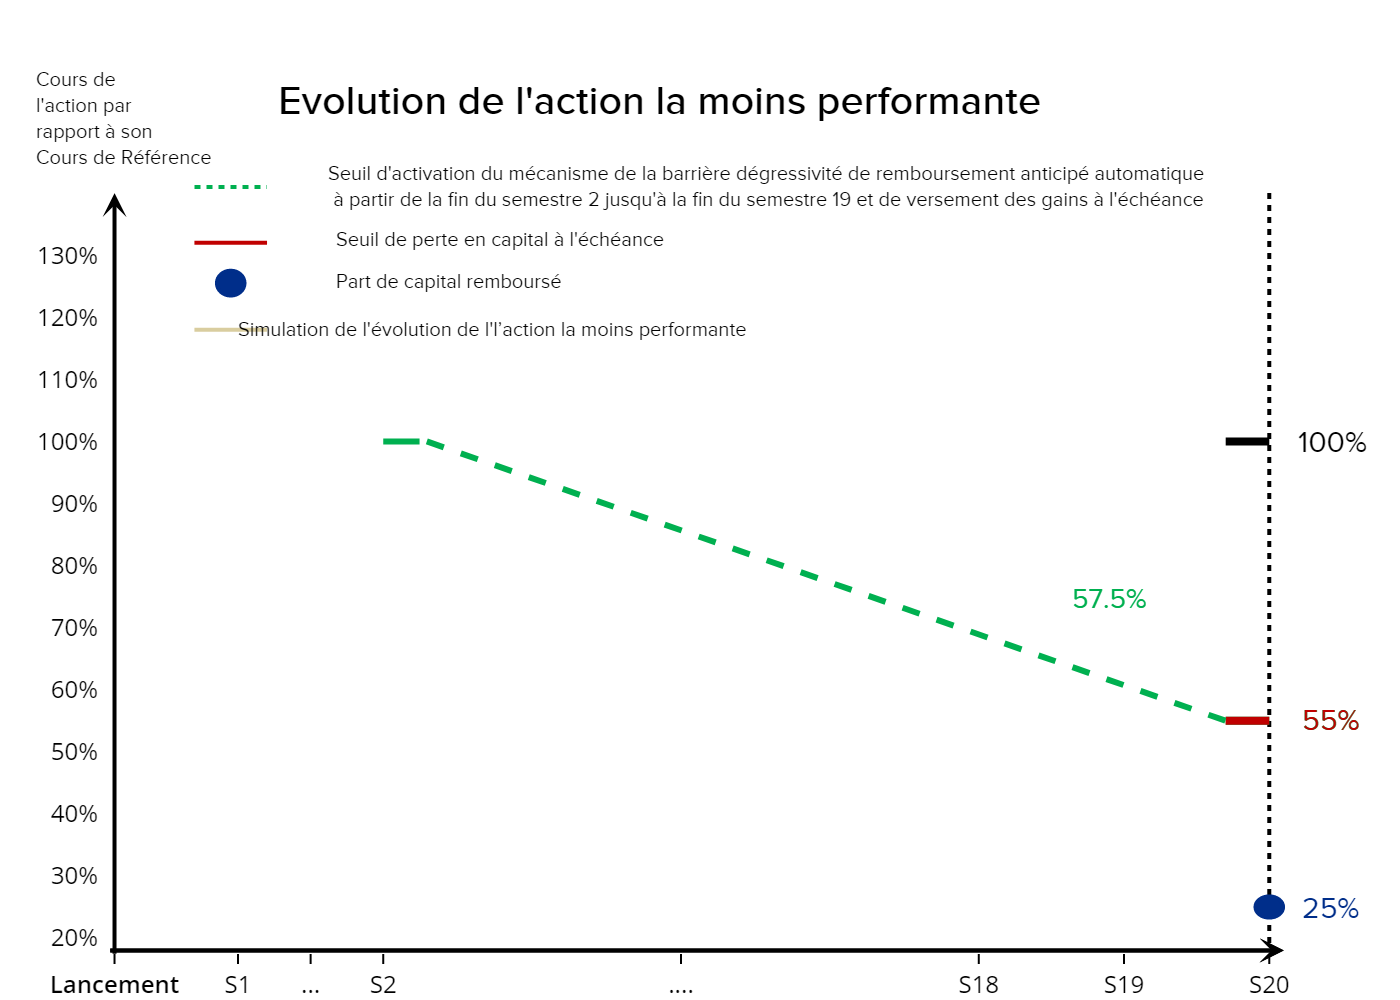 Cours de
l'action par
rapport à son
Cours de Référence
Evolution de l'action la moins performante
Seuil d'activation du mécanisme de la barrière dégressivité de remboursement anticipé automatique
à partir de la fin du semestre 2 jusqu'à la fin du semestre 19 et de versement des gains à l'échéance
Seuil de perte en capital à l'échéance
Part de capital remboursé
Simulation de l'évolution de l'l’action la moins performante
130%
120%
110%
100%
100%
90%
80%
57.5%
70%
60%
55%
50%
40%
30%
25%
20%
Lancement S1 ... S2 .... S18 S19 S20